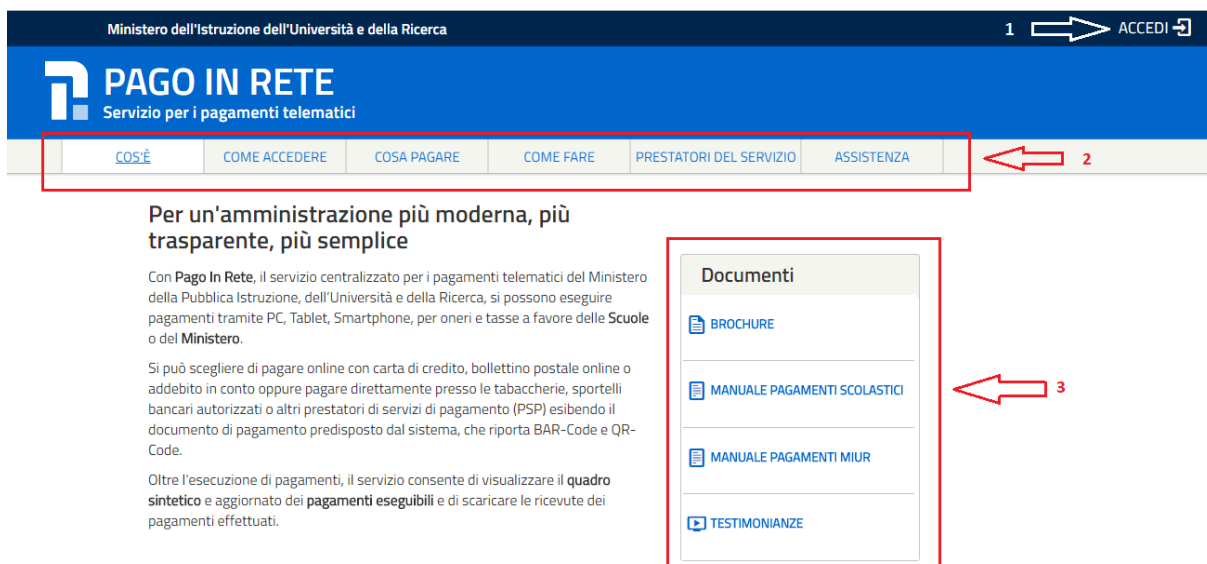 Ministero dell'Istruzione dell'Università e della Ricerca
1
ACCEDI
PAGO IN RETE
Servizio per i pagamenti telematici
COS'È
COME ACCEDERE
COSA PAGARE
COME FARE
PRESTATORI DEL SERVIZIO
ASSISTENZA
2
Per un'amministrazione più moderna, più
trasparente, più semplice
Con Pago In Rete, il servizio centralizzato per i pagamenti telematici del Ministero
della Pubblica Istruzione, dell'Università e della Ricerca, si possono eseguire
pagamenti tramite PC, Tablet, Smartphone, per oneri e tasse a favore delle Scuole
o del Ministero.
Si può scegliere di pagare online con carta di credito, bollettino postale online o
addebito in conto oppure pagare direttamente presso le tabaccherie, sportelli
bancari autorizzati o altri prestatori di servizi di pagamento (PSP) esibendo il
documento di pagamento predisposto dal sistema, che riporta BAR-Code e QR-
Code.
Oltre l'esecuzione di pagamenti, il servizio consente di visualizzare il quadro
sintetico e aggiornato dei pagamenti eseguibili e di scaricare le ricevute dei
pagamenti effettuati.
Documenti
BROCHURE
MANUALE PAGAMENTI SCOLASTICI
MANUALE PAGAMENTI MIUR
TESTIMONIANZE
3